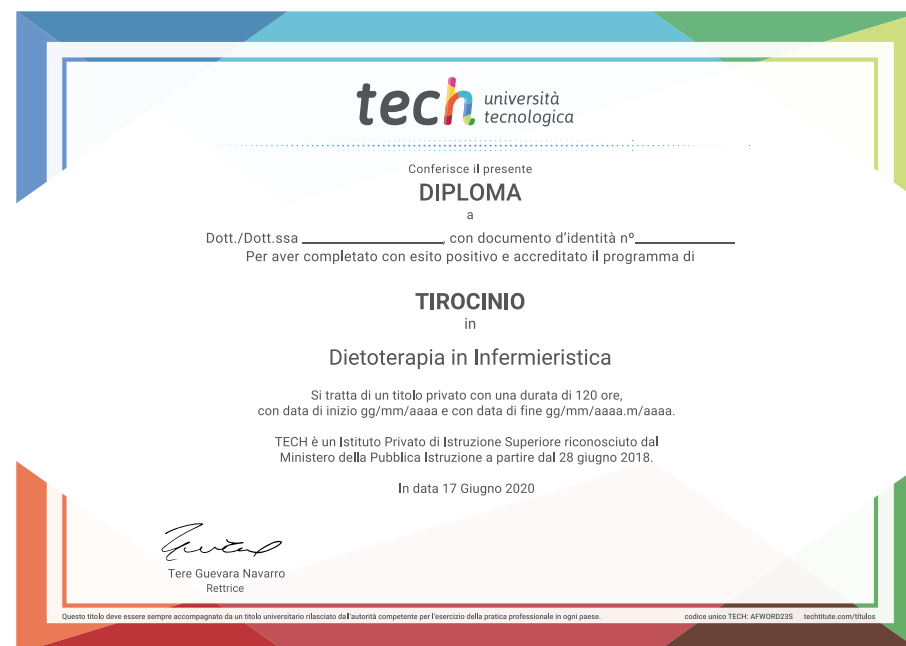 tech università
tecnologica
Conferisce il presente
DIPLOMA
a
Dott./Dott.ssa ________________, con documento d'identità nº____________
Per aver completato con esito positivo e accreditato il programma di
TIROCINIO
in
Dietoterapia in Infermieristica
Si tratta di un titolo privato con una durata di 120 ore,
con data di inizio gg/mm/aaaa e con data di fine gg/mm/aaaa.m/aaaa.
TECH è un Istituto Privato di Istruzione Superiore riconosciuto dal
Ministero della Pubblica Istruzione a partire dal 28 giugno 2018.
In data 17 Giugno 2020
Tere Guevara Navarro
Rettrice
Questo titolo deve essere sempre accompagnato da un titolo universitario rilasciato dall'autorità competente per l'esercizio della pratica professionale in ogni paese. codice unico TECH: AFWORD23S techtitute.com/titulos